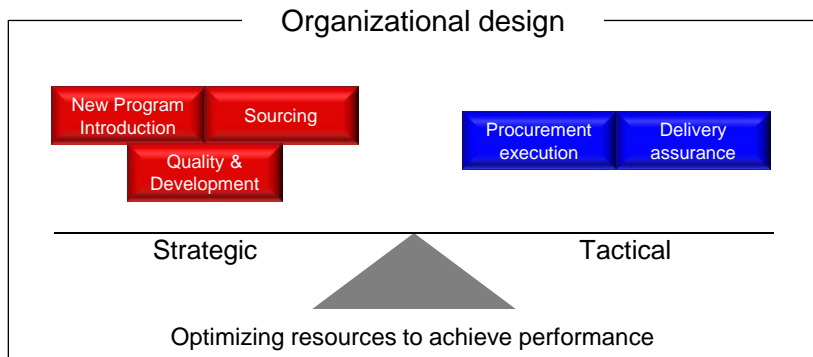 Organizational design
New Program
Introduction
Sourcing
Quality &
Development
Procurement
execution
Delivery
assurance
Strategic
Tactical
Optimizing resources to achieve performance